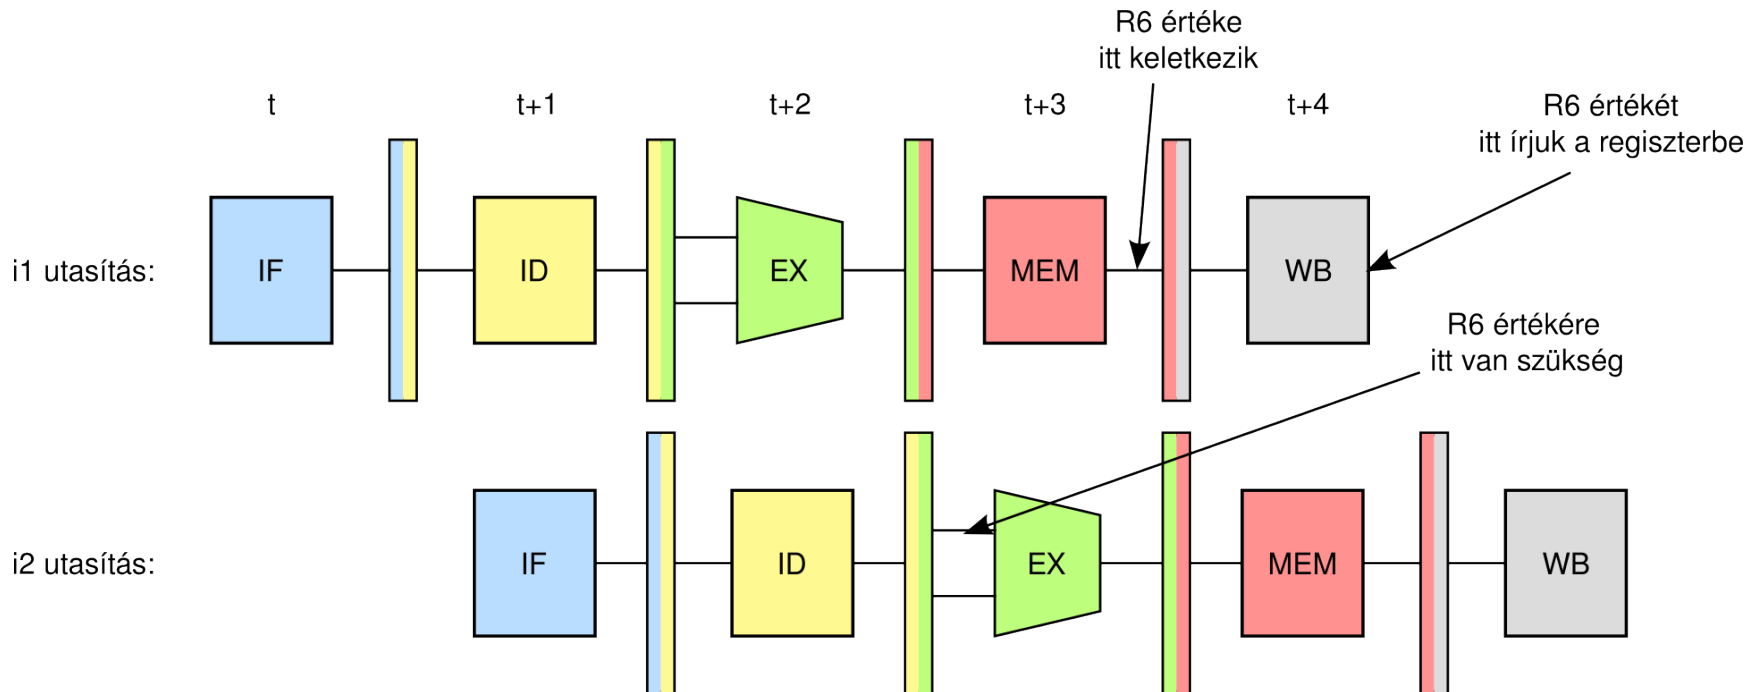 R6 értéke
itt keletkezik
t
t+1
t+2
t+3
t+4
R6 értékét
itt írjuk a regiszterbe
i1 utasítás:
IF
ID
EX
MEM
WB
R6 értékére
itt van szükség
i2 utasítás:
IF
ID
EX
MEM
WB